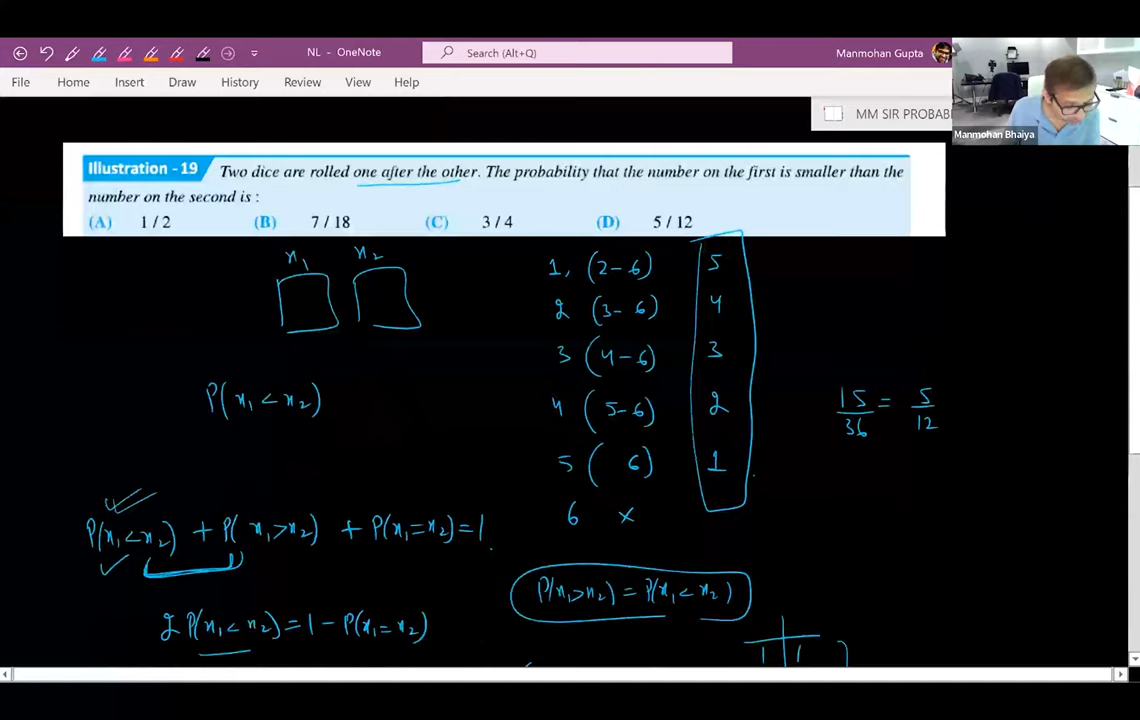 NL - OneNote
Search (Alt+Q)
Manmohan Gupta
File Home Insert Draw History Review View Help
MM SIR PROBAB
Manmohan Bhaiya
Illustration - 19 Two dice are rolled one after the other. The probability that the number on the first is smaller than the
number on the second is :
(A) 1 / 2 (B) 7 / 18 (C) 3 / 4 (D) 5 / 12
x₁ x₂
P(x₁ < x₂)
1, (2-6) 5
2 (3-6) 4
3 (4-6) 3
4 (5-6) 2
5 ( 6) 1
6 ×
15/36 = 5/12
P(x₁<x₂) + P(x₁>x₂) + P(x₁=x₂)=1
P(x₁>x₂) = P(x₁<x₂)
2P(x₁<x₂) = 1 - P(x₁=x₂)
1 1